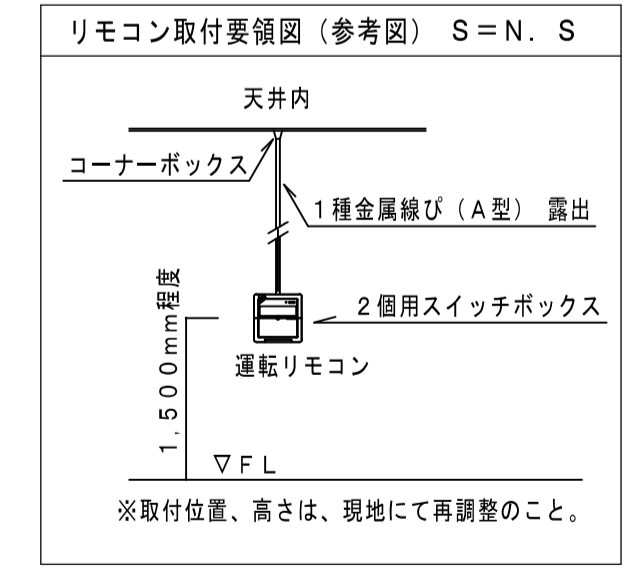 リモコン取付要領図（参考図） S＝N．S
天井内
コーナーボックス
1種金属線ぴ（A型） 露出
2個用スイッチボックス
運転リモコン
1,500mm程度
▽FL
※取付位置、高さは、現地にて再調整のこと。